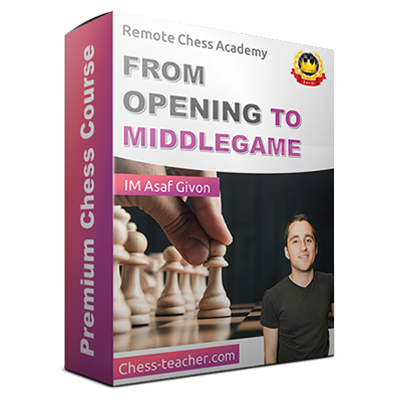 Premium Chess Course
Remote Chess Academy
FROM
OPENING TO
MIDDLEGAME
IM Asaf Givon
Chess-teacher.com